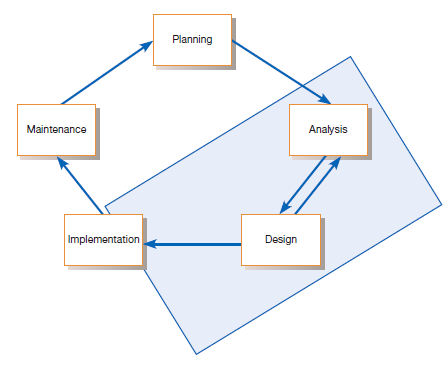 Planning
Maintenance
Analysis
Implementation
Design